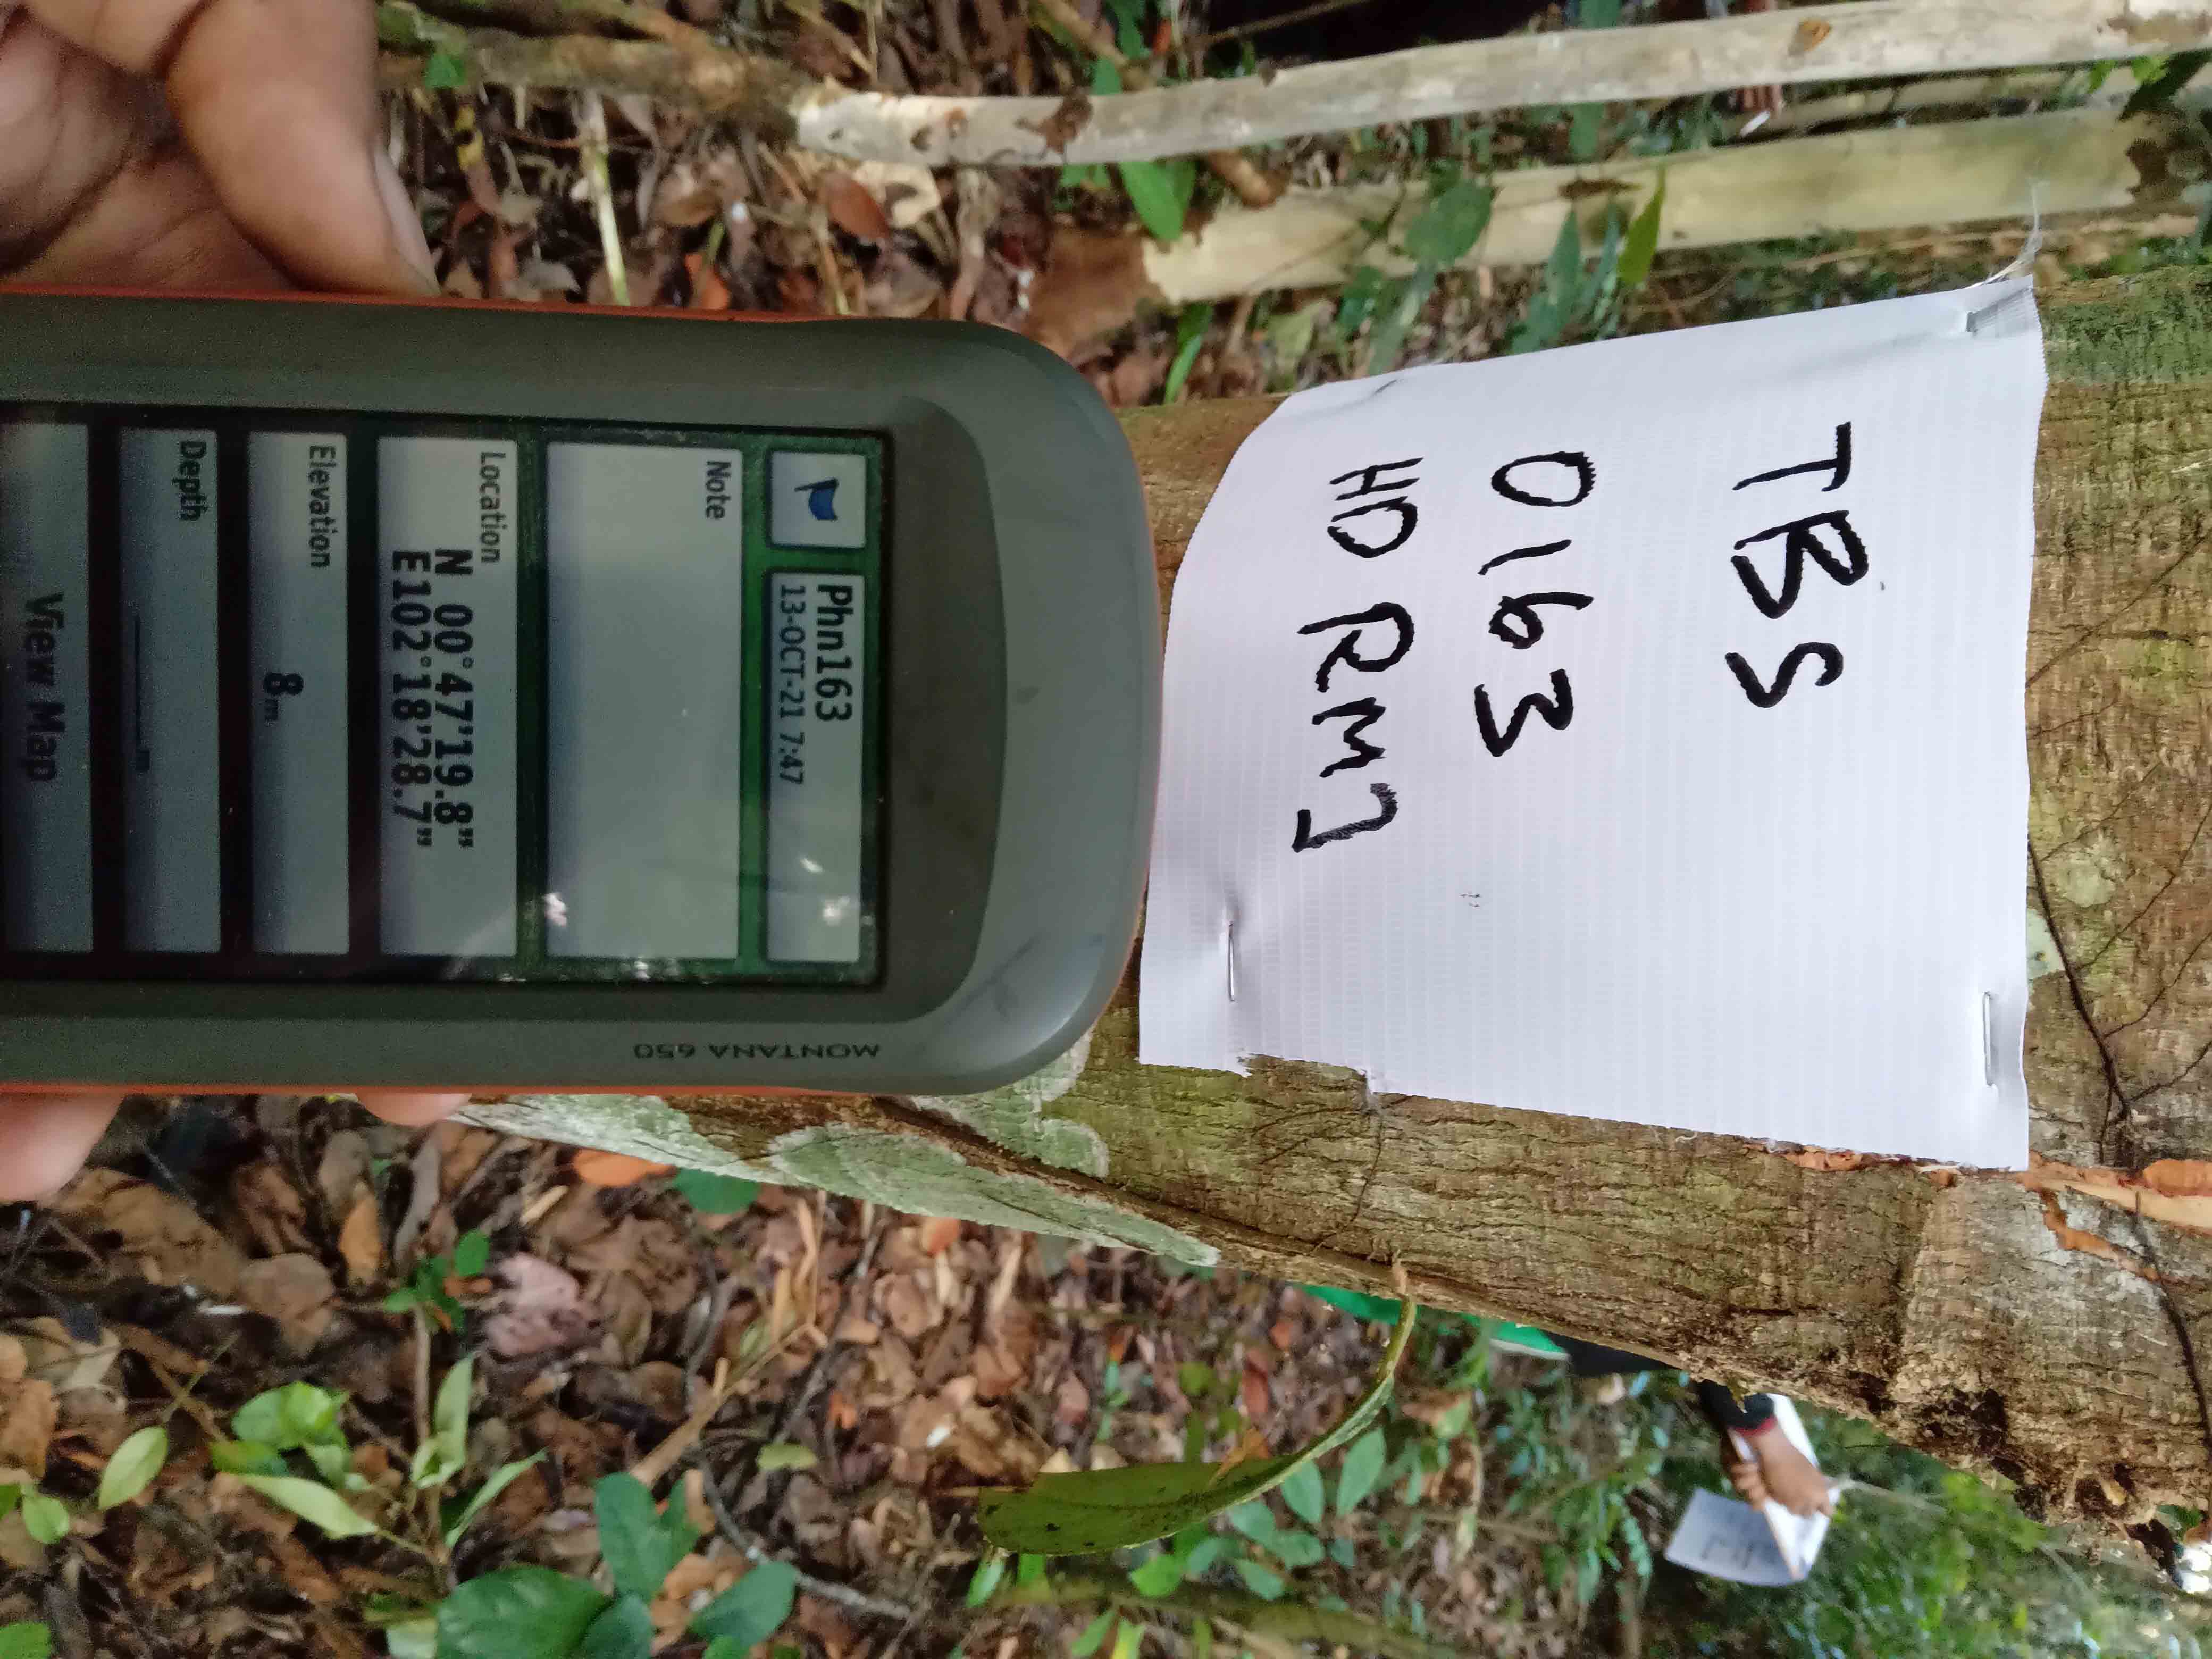 TBS
0163
HD RMJ
MONTANA 650
Phn163
13-OCT-21 7:47
Note
Location
N 00°47'19.8"
E102°18'28.7"
Elevation
8m
Depth
View Map